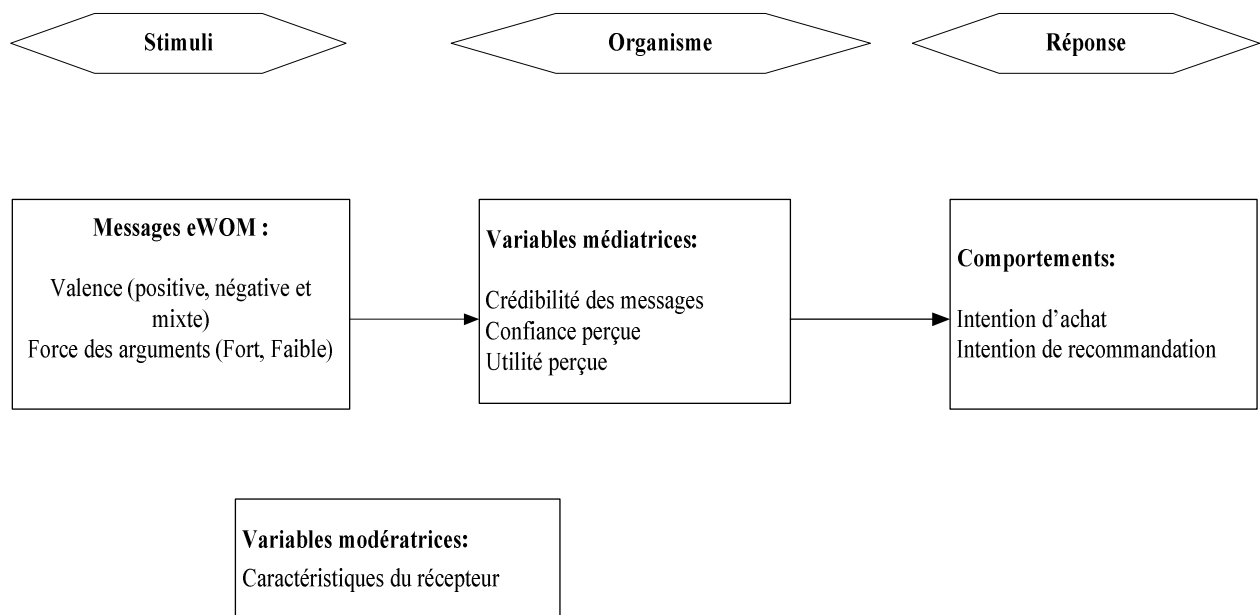 Stimuli
Organisme
Réponse
Messages eWOM :
Valence (positive, négative et
mixte)
Force des arguments (Fort, Faible)
Variables médiatrices:
Crédibilité des messages
Confiance perçue
Utilité perçue
Comportements:
Intention d’achat
Intention de recommandation
Variables modératrices:
Caractéristiques du récepteur